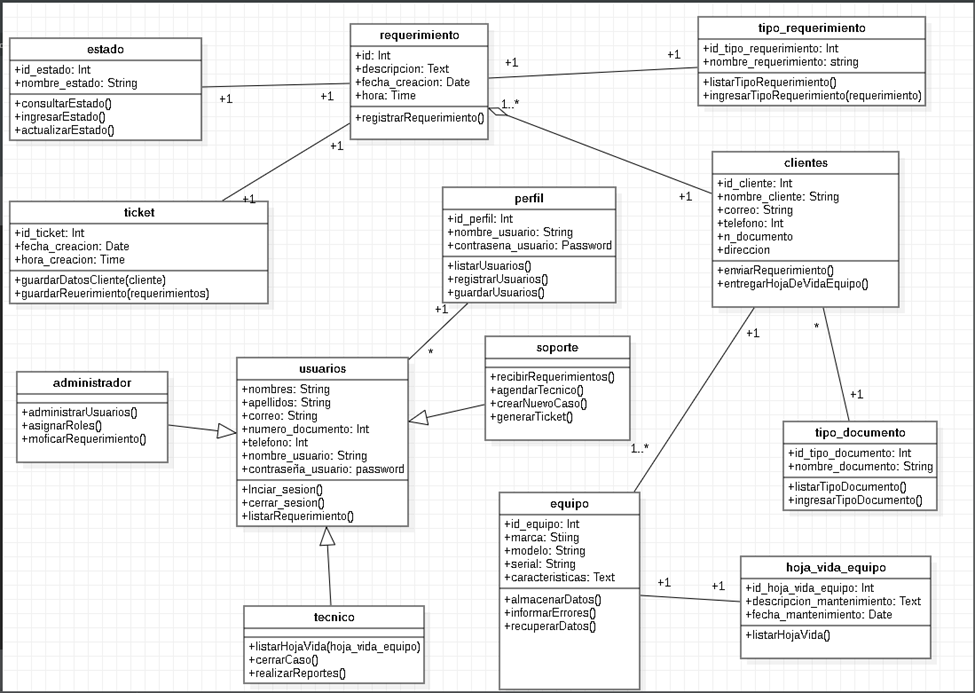 estado
+id_estado: Int
+nombre_estado: String
+consultarEstado()
+ingresarEstado()
+actualizarEstado()
requerimiento
+id: Int
+descripcion: Text
+fecha_creacion: Date
+hora: Time
+registrarRequerimiento()
tipo_requerimiento
+id_tipo_requerimiento: Int
+nombre_requerimiento: string
+listarTipoRequerimiento()
+ingresarTipoRequerimiento(requerimiento)
+1
+1
+1
+1
1..*
+1
+1
+1
ticket
+id_ticket: Int
+fecha_creacion: Date
+hora_creacion: Time
+guardarDatosCliente(cliente)
+guardarReuerimiento(requerimientos)
perfil
+id_perfil: Int
+nombre_usuario: String
+contrasena_usuario: Password
+listarUsuarios()
+registrarUsuarios()
+guardarUsuarios()
clientes
+id_cliente: Int
+nombre_cliente: String
+correo: String
+telefono: Int
+n_documento
+direccion
+enviarRequerimiento()
+entregarHojaDeVidaEquipo()
+1
*
+1
*
+1
1..*
administrador
+administrarUsuarios()
+asignarRoles()
+moficarRequerimiento()
usuarios
+nombres: String
+apellidos: String
+correo: String
+numero_documento: Int
+telefono: Int
+nombre_usuario: String
+contraseña_usuario: password
+Inciar_sesion()
+cerrar_sesion()
+listarRequerimiento()
soporte
+recibirRequerimientos()
+agendarTecnico()
+crearNuevoCaso()
+generarTicket()
tipo_documento
+id_tipo_documento: Int
+nombre_documento: String
+listarTipoDocumento()
+ingresarTipoDocumento()
equipo
+id_equipo: Int
+marca: Stiing
+modelo: String
+serial: String
+caracteristicas: Text
+almacenarDatos()
+informarErrores()
+recuperarDatos()
+1
+1
hoja_vida_equipo
+id_hoja_vida_equipo: Int
+descripcion_mantenimiento: Text
+fecha_mantenimiento: Date
+listarHojaVida()
tecnico
+listarHojaVida(hoja_vida_equipo)
+cerrarCaso()
+realizarReportes()